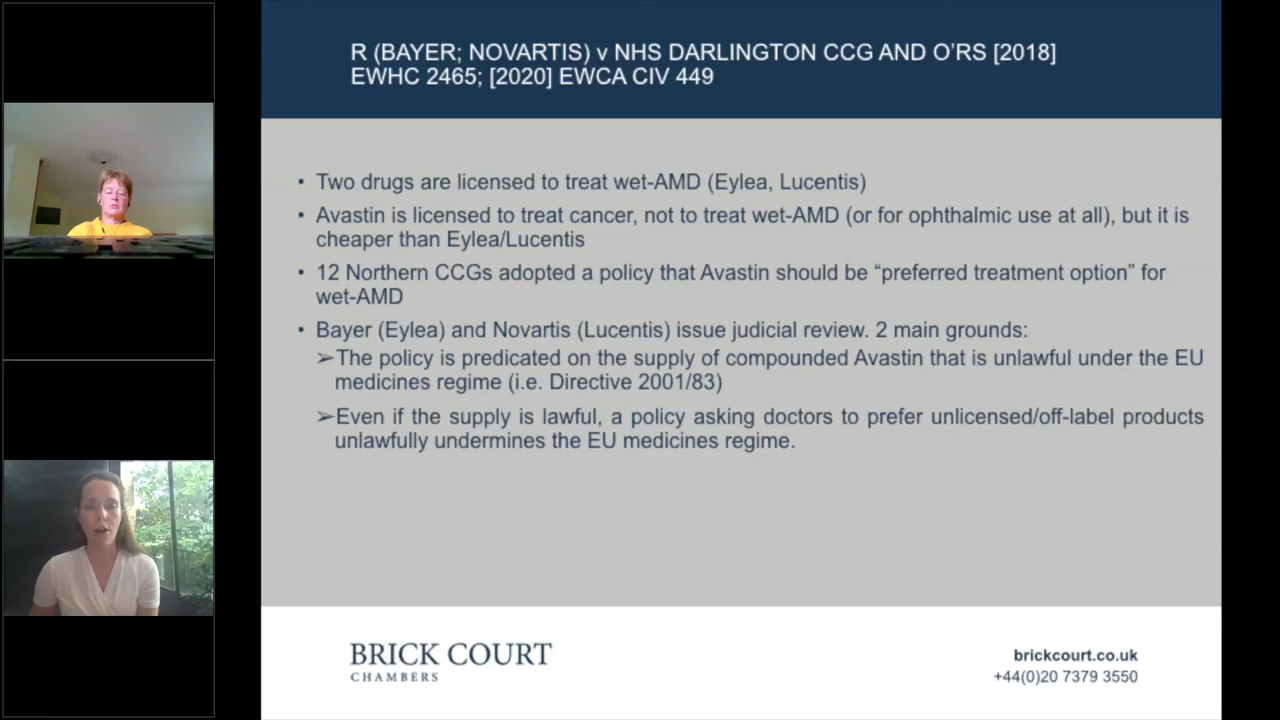 R (BAYER; NOVARTIS) v NHS DARLINGTON CCG AND O'RS [2018]
EWHC 2465; [2020] EWCA CIV 449
• Two drugs are licensed to treat wet-AMD (Eylea, Lucentis)
• Avastin is licensed to treat cancer, not to treat wet-AMD (or for ophthalmic use at all), but it is
cheaper than Eylea/Lucentis
• 12 Northern CCGs adopted a policy that Avastin should be “preferred treatment option” for
wet-AMD
• Bayer (Eylea) and Novartis (Lucentis) issue judicial review. 2 main grounds:
➢The policy is predicated on the supply of compounded Avastin that is unlawful under the EU
medicines regime (i.e. Directive 2001/83)
➢Even if the supply is lawful, a policy asking doctors to prefer unlicensed/off-label products
unlawfully undermines the EU medicines regime.
BRICK COURT
CHAMBERS
brickcourt.co.uk
+44(0)20 7379 3550